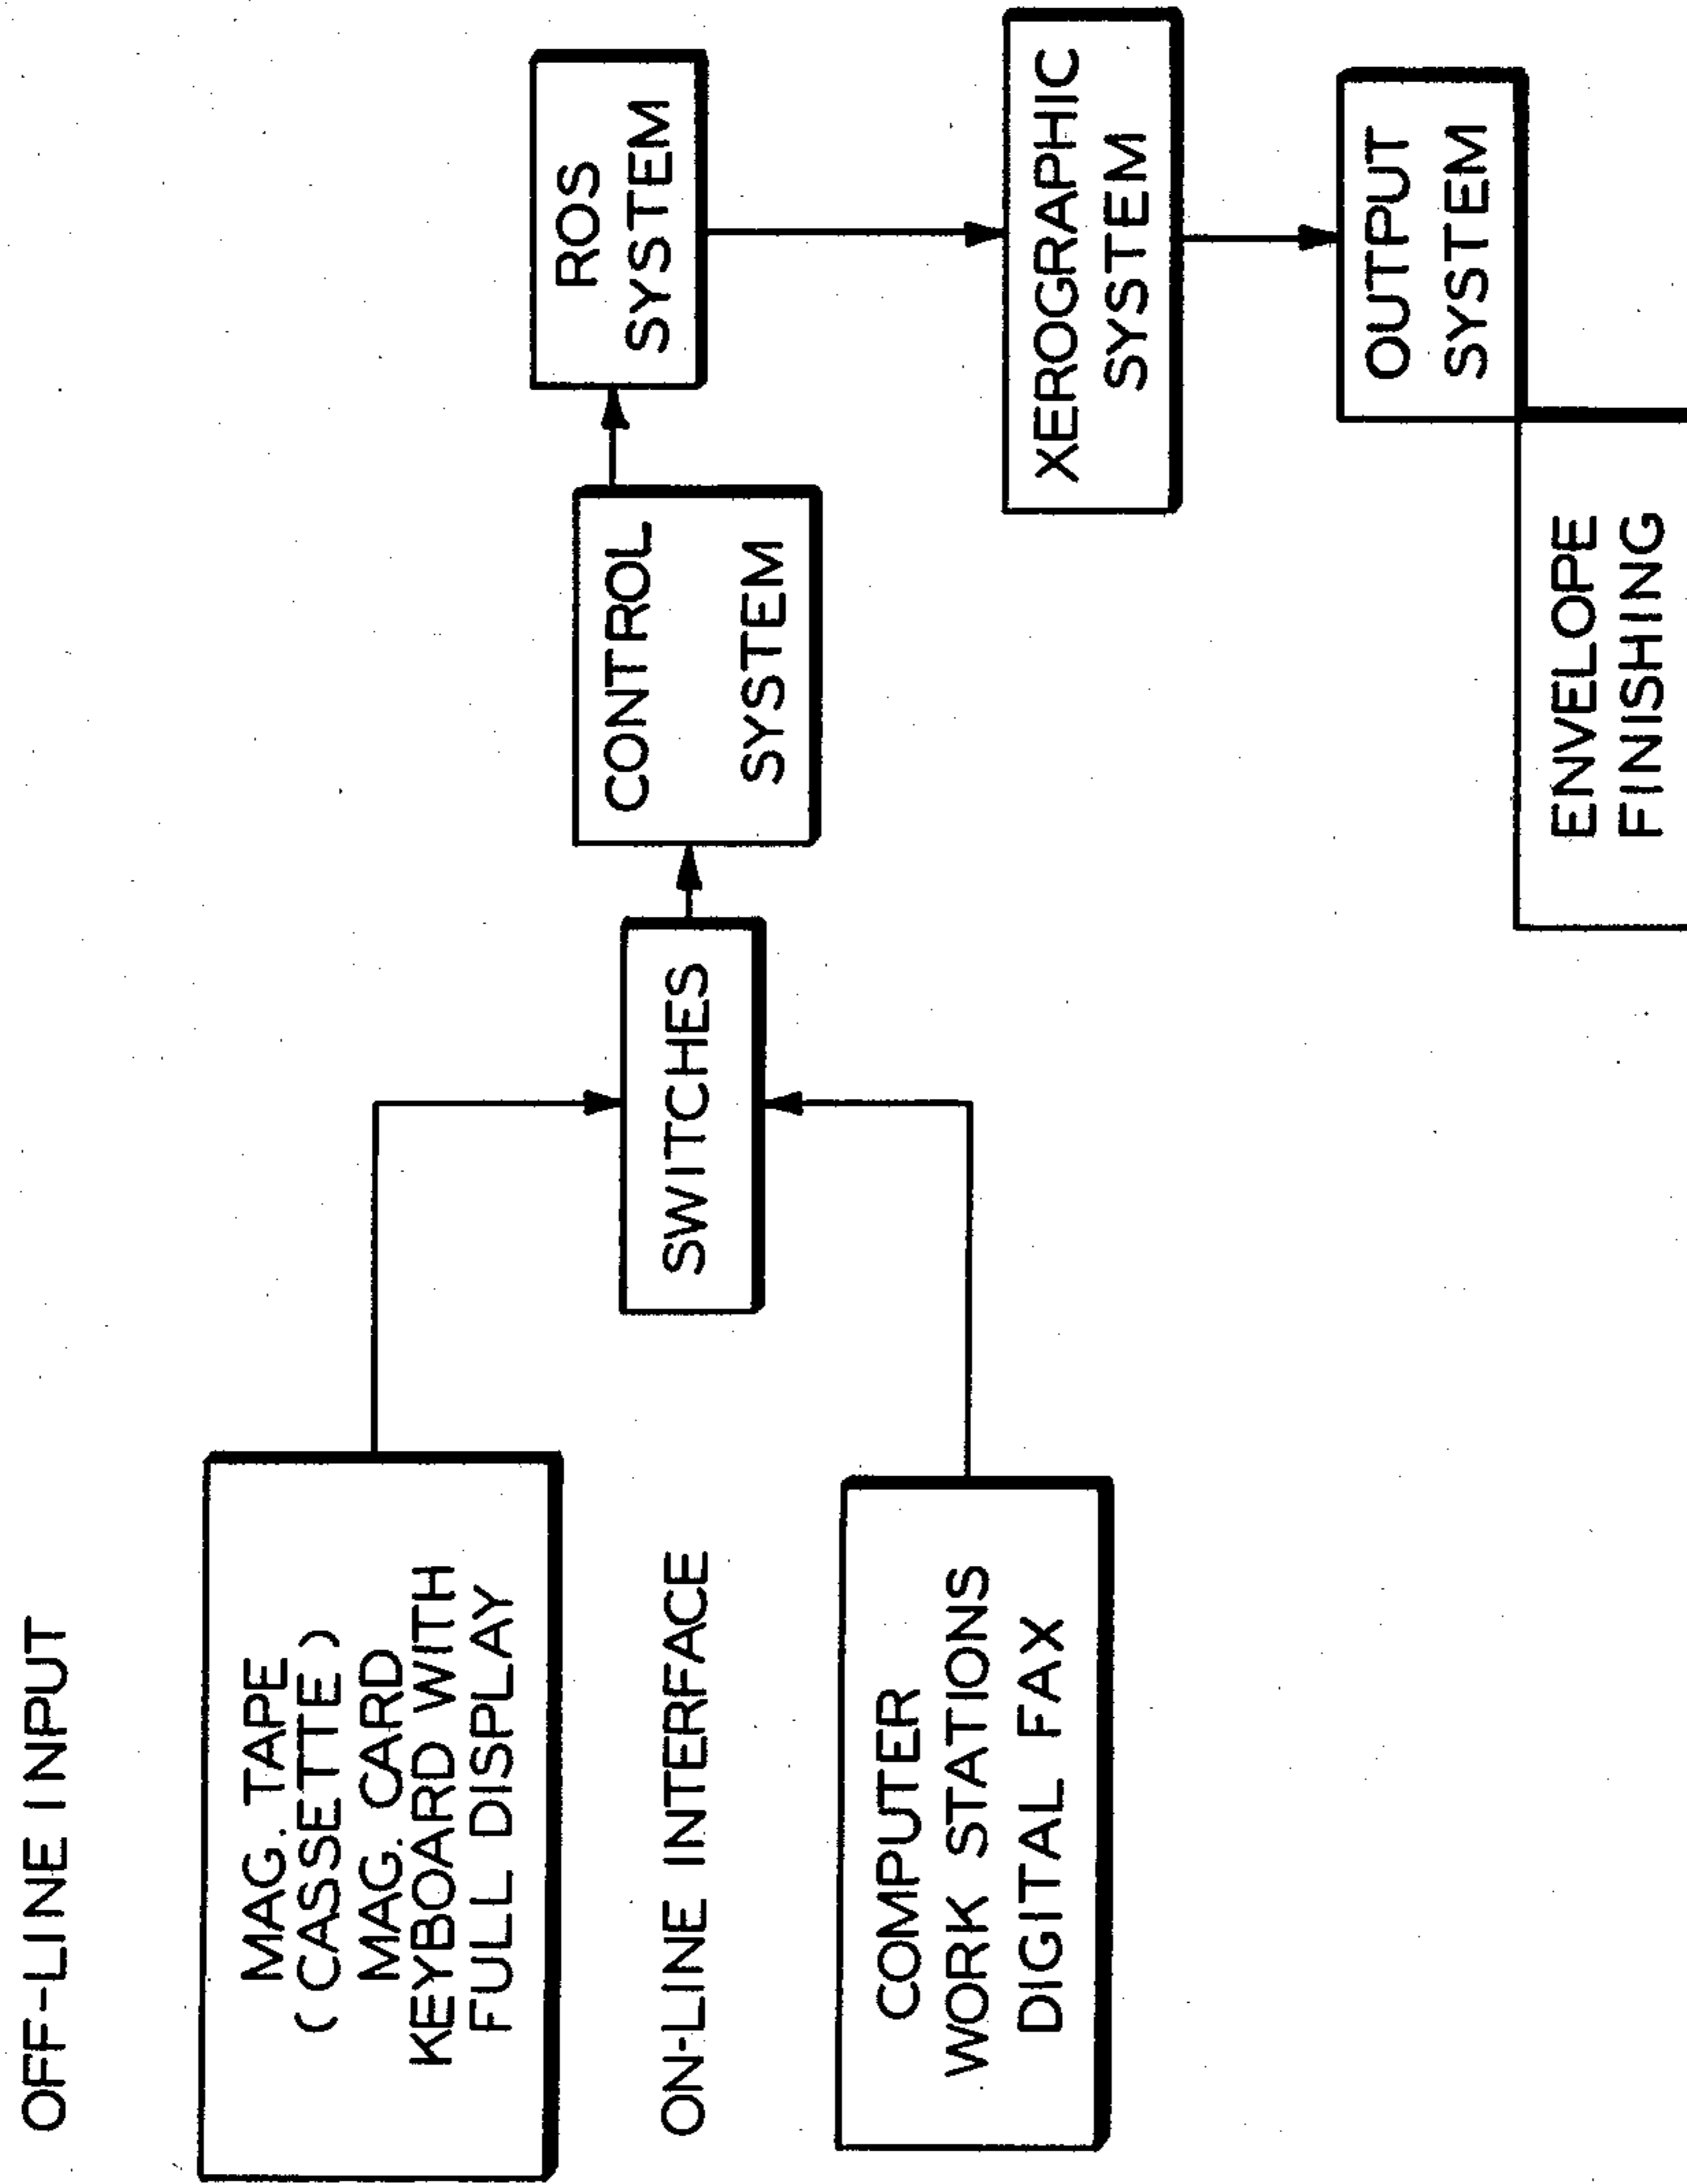 OFF-LINE INPUT
MAG. TAPE
( CASSETTE )
MAG. CARD
KEYBOARD WITH
FULL DISPLAY
ON-LINE INTERFACE
COMPUTER
WORK STATIONS
DIGITAL FAX
SWITCHES
CONTROL
SYSTEM
ROS
SYSTEM
XEROGRAPHIC
SYSTEM
OUTPUT
SYSTEM
ENVELOPE
FINISHING